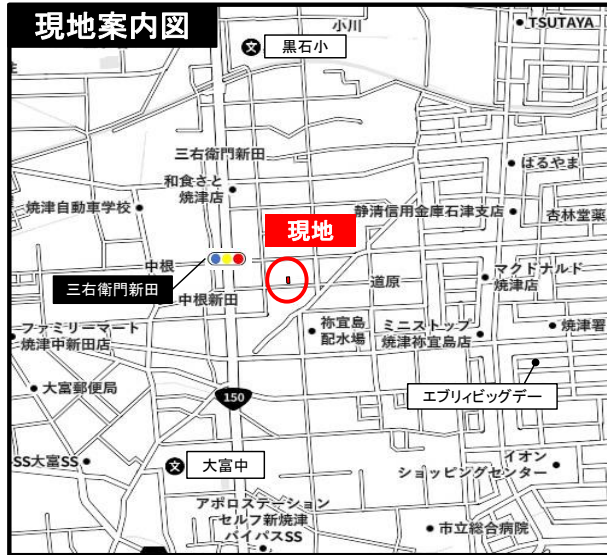 現地案内図
小川
TSUTAYA
文
黒石小
三右衛門新田
はるやま
和食さと
焼津店
焼津自動車学校
静清信用金庫石津支店
杏林堂薬
現地
中根
三右衛門新田
中根新田
道原
マクドナルド
焼津店
祢宜島
配水場
ミニストップ
焼津祢宜島店
焼津署
ファミリーマート
焼津中新田店
大富郵便局
150
エブリィビッグデー
SS大富SS
文
大富中
イオン
ショッピングセンター
アポロステーション
セルフ新焼津
バイパスSS
市立総合病院